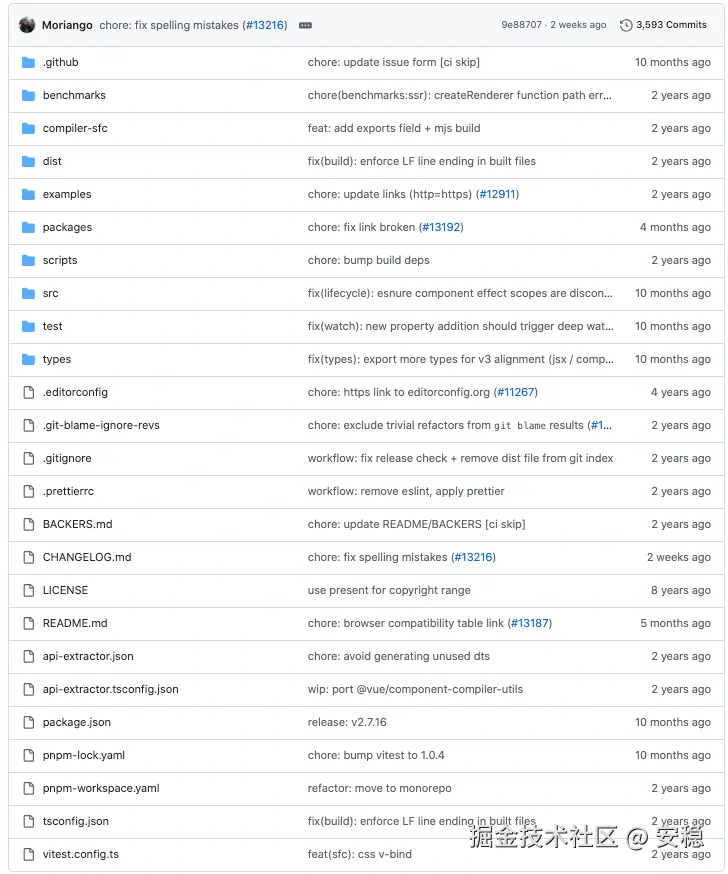 Moriango chore: fix spelling mistakes (#13216) 9e88707 · 2 weeks ago 3,593 Commits
.github chore: update issue form [ci skip] 10 months ago
benchmarks chore(benchmarks:ssr): createRenderer function path err... 2 years ago
compiler-sfc feat: add exports field + mjs build 2 years ago
dist fix(build): enforce LF line ending in built files 2 years ago
examples chore: update links (http=https) (#12911) 2 years ago
packages chore: fix link broken (#13192) 4 months ago
scripts chore: bump build deps 2 years ago
src fix(lifecycle): esnure component effect scopes are discon... 10 months ago
test fix(watch): new property addition should trigger deep wat... 10 months ago
types fix(types): export more types for v3 alignment (jsx / comp... 10 months ago
.editorconfig chore: https link to editorconfig.org (#11267) 4 years ago
.git-blame-ignore-revs chore: exclude trivial refactors from git blame results (#1... 2 years ago
.gitignore workflow: fix release check + remove dist file from git index 2 years ago
.prettierrc workflow: remove eslint, apply prettier 2 years ago
BACKERS.md chore: update README/BACKERS [ci skip] 2 years ago
CHANGELOG.md chore: fix spelling mistakes (#13216) 2 weeks ago
LICENSE use present for copyright range 8 years ago
README.md chore: browser compatibility table link (#13187) 5 months ago
api-extractor.json chore: avoid generating unused dts 2 years ago
api-extractor.tsconfig.json wip: port @vue/component-compiler-utils 2 years ago
package.json release: v2.7.16 10 months ago
pnpm-lock.yaml chore: bump vitest to 1.0.4 10 months ago
pnpm-workspace.yaml refactor: move to monorepo 2 years ago
tsconfig.json fix(build): enforce LF line ending in built files 2 years ago
掘金技术社区 @ 安稳
vitest.config.ts feat(sfc): css v-bind 2 years ago